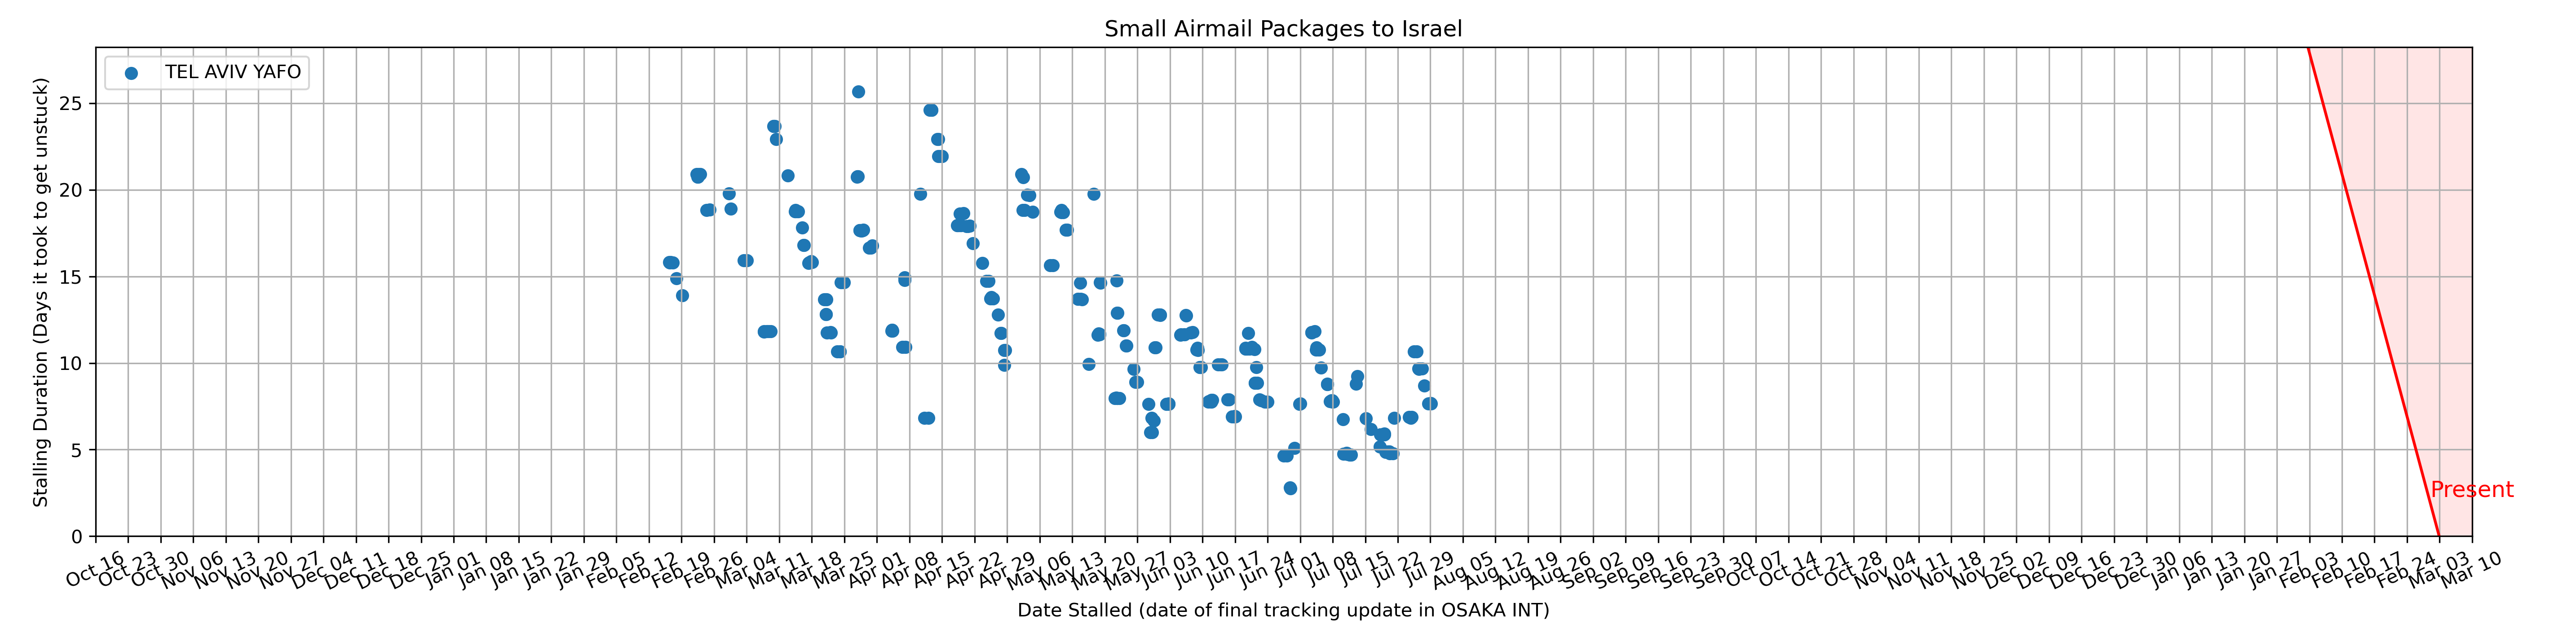 Small Airmail Packages to Israel
TEL AVIV YAFO
Stalling Duration (Days it took to get unstuck)
25
20
15
10
5
0
Present
Oct 16 Oct 23 Oct 30 Nov 06 Nov 13 Nov 20 Nov 27 Dec 04 Dec 11 Dec 18 Dec 25 Jan 01 Jan 08 Jan 15 Jan 22 Jan 29 Feb 05 Feb 12 Feb 19 Feb 26 Mar 04 Mar 11 Mar 18 Mar 25 Apr 01 Apr 08 Apr 15 Apr 22 Apr 29 May 06 May 13 May 20 May 27 Jun 03 Jun 10 Jun 17 Jun 24 Jul 01 Jul 08 Jul 15 Jul 22 Jul 29 Aug 05 Aug 12 Aug 19 Aug 26 Sep 02 Sep 09 Sep 16 Sep 23 Sep 30 Oct 07 Oct 14 Oct 21 Oct 28 Nov 04 Nov 11 Nov 18 Nov 25 Dec 02 Dec 09 Dec 16 Dec 23 Dec 30 Jan 06 Jan 13 Jan 20 Jan 27 Feb 03 Feb 10 Feb 17 Feb 24 Mar 03 Mar 10
Date Stalled (date of final tracking update in OSAKA INT)